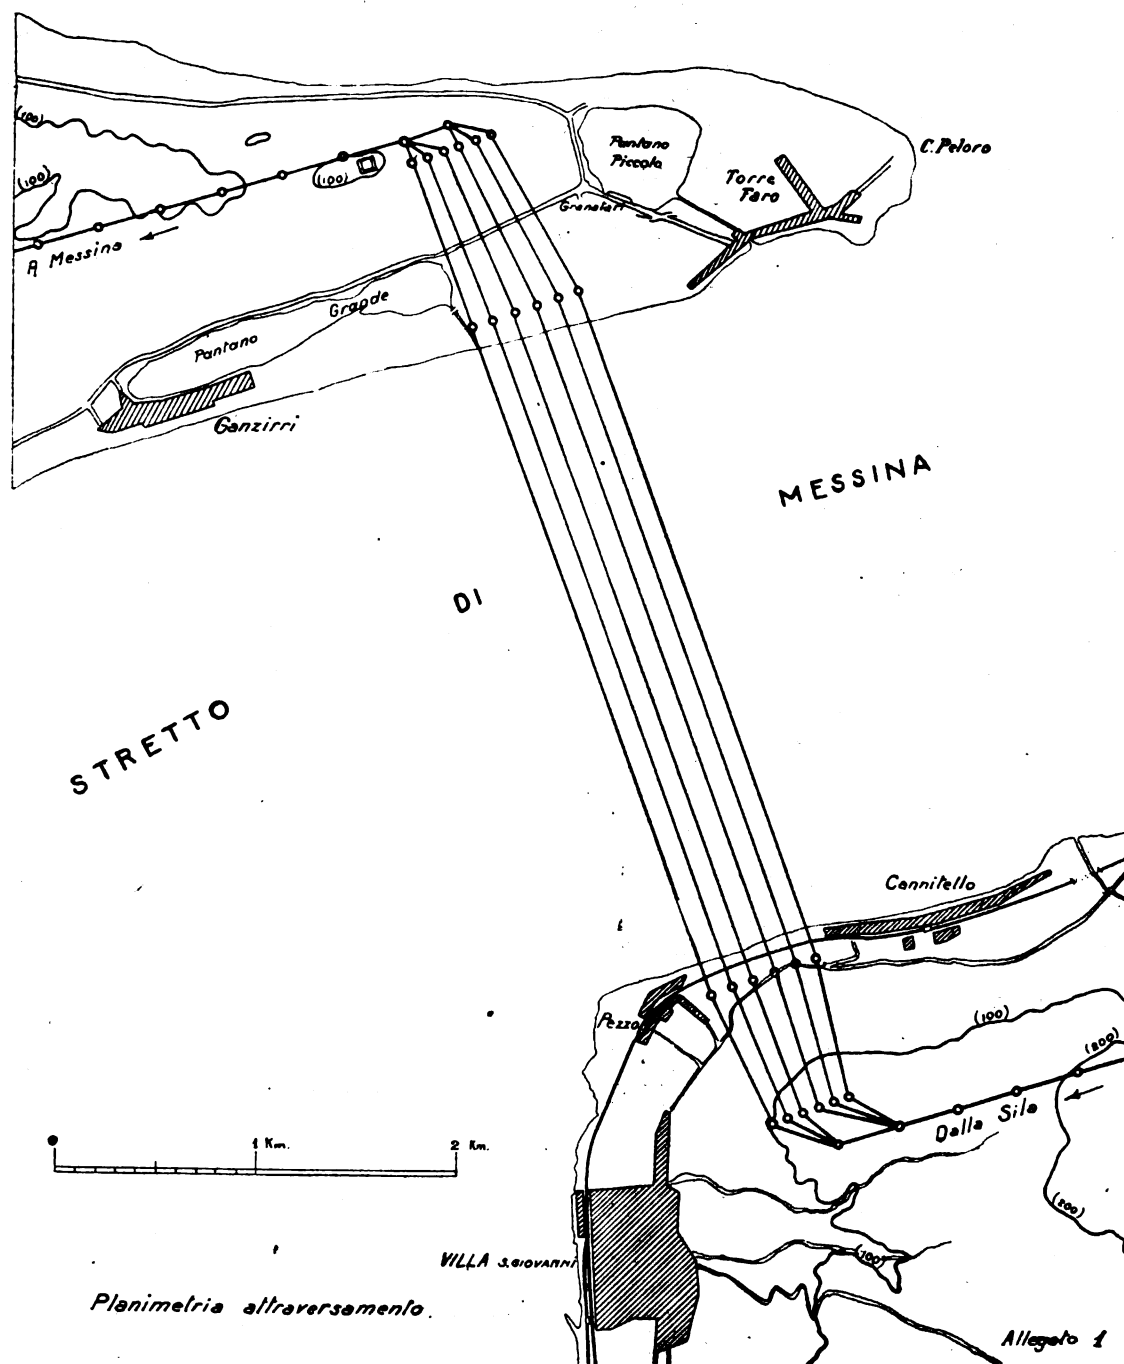 (100)
(100)
(100)
A Messina
Pantano
Piccolo
C. Peloro
Torre
Faro
Granatari
Pantano
Grande
Ganzirri
STRETTO
DI
MESSINA
Cannitello
Pezzo
(100)
(200)
Dalla Sila
(200)
(100)
1 Km.
2 Km.
VILLA S. GIOVANNI
Planimetria attraversamento.
Allegato 1